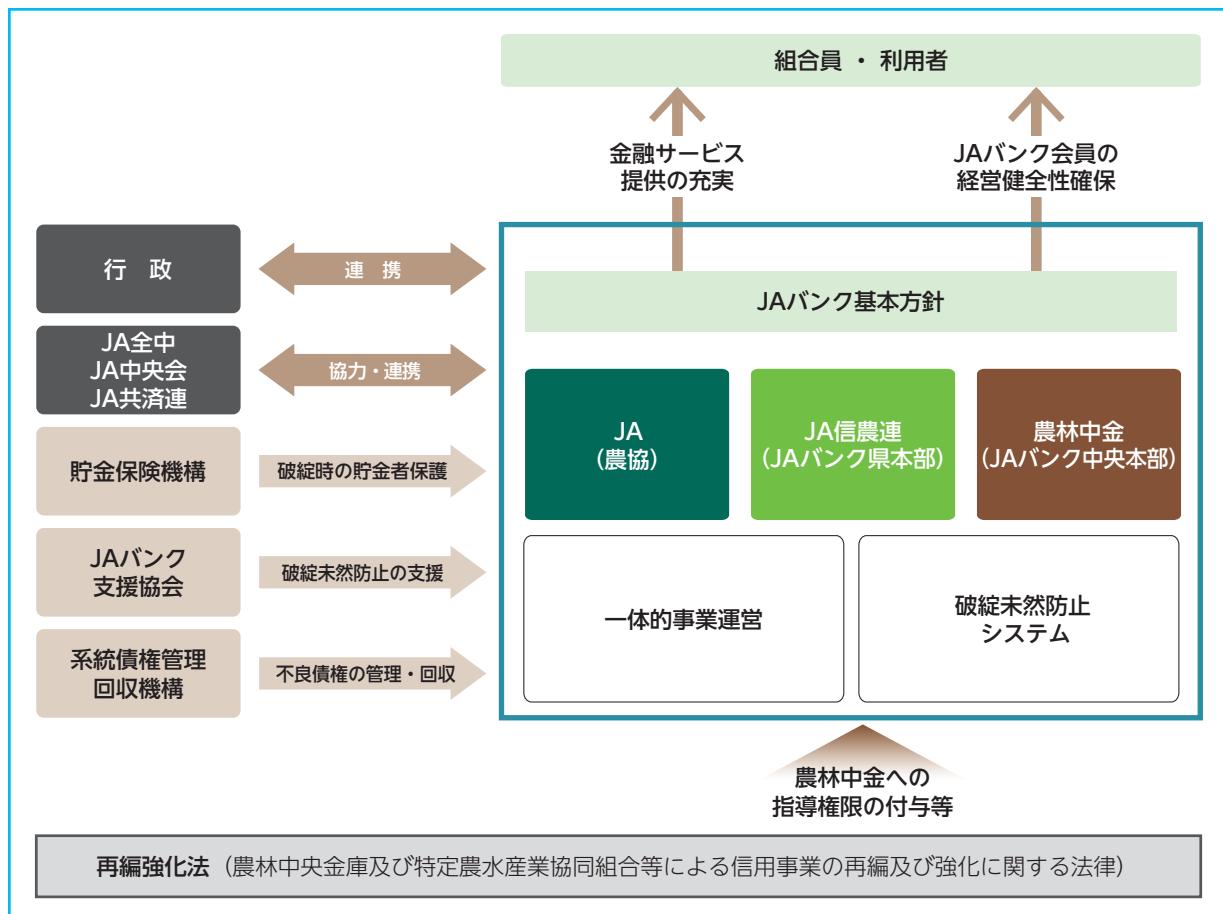 組合員 ・ 利用者
金融サービス
提供の充実
JAバンク会員の
経営健全性確保
行　政
連　携
JAバンク基本方針
JA全中
JA中央会
JA共済連
協力・連携
JA
（農協）
JA信農連
（JAバンク県本部）
農林中金
（JAバンク中央本部）
貯金保険機構
破綻時の貯金者保護
JAバンク
支援協会
破綻未然防止の支援
一体的事業運営
破綻未然防止
システム
系統債権管理
回収機構
不良債権の管理・回収
農林中金への
指導権限の付与等
再編強化法（農林中央金庫及び特定農水産業協同組合等による信用事業の再編及び強化に関する法律）